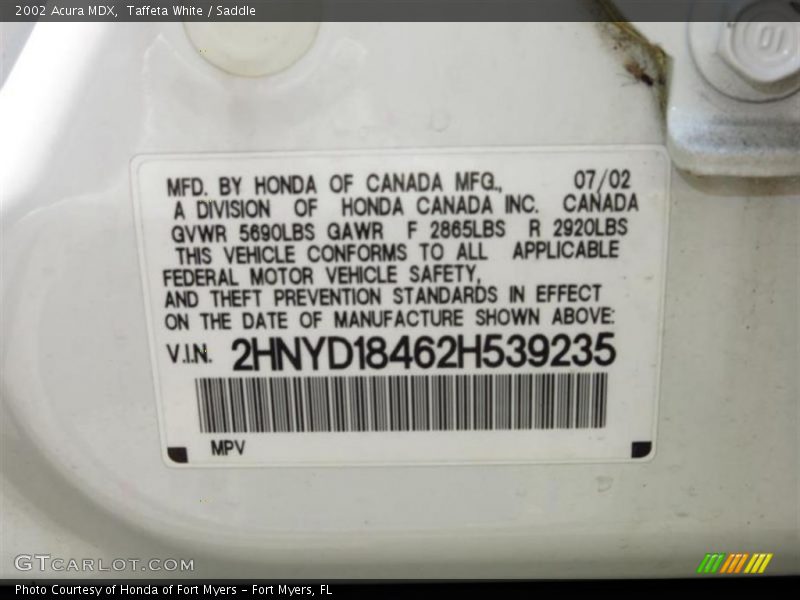 2002 Acura MDX,  Taffeta White / Saddle
MFD. BY HONDA OF CANADA MFG., 07/02
A DIVISION OF HONDA CANADA INC. CANADA
GVWR 5690LBS GAWR F 2865LBS R 2920LBS
THIS VEHICLE CONFORMS TO ALL APPLICABLE
FEDERAL MOTOR VEHICLE SAFETY,
AND THEFT PREVENTION STANDARDS IN EFFECT
ON THE DATE OF MANUFACTURE SHOWN ABOVE:
V.I.N. 2HNYD18462H539235
MPV
GTCARLOT.COM
Photo Courtesy of Honda of Fort Myers - Fort Myers, FL